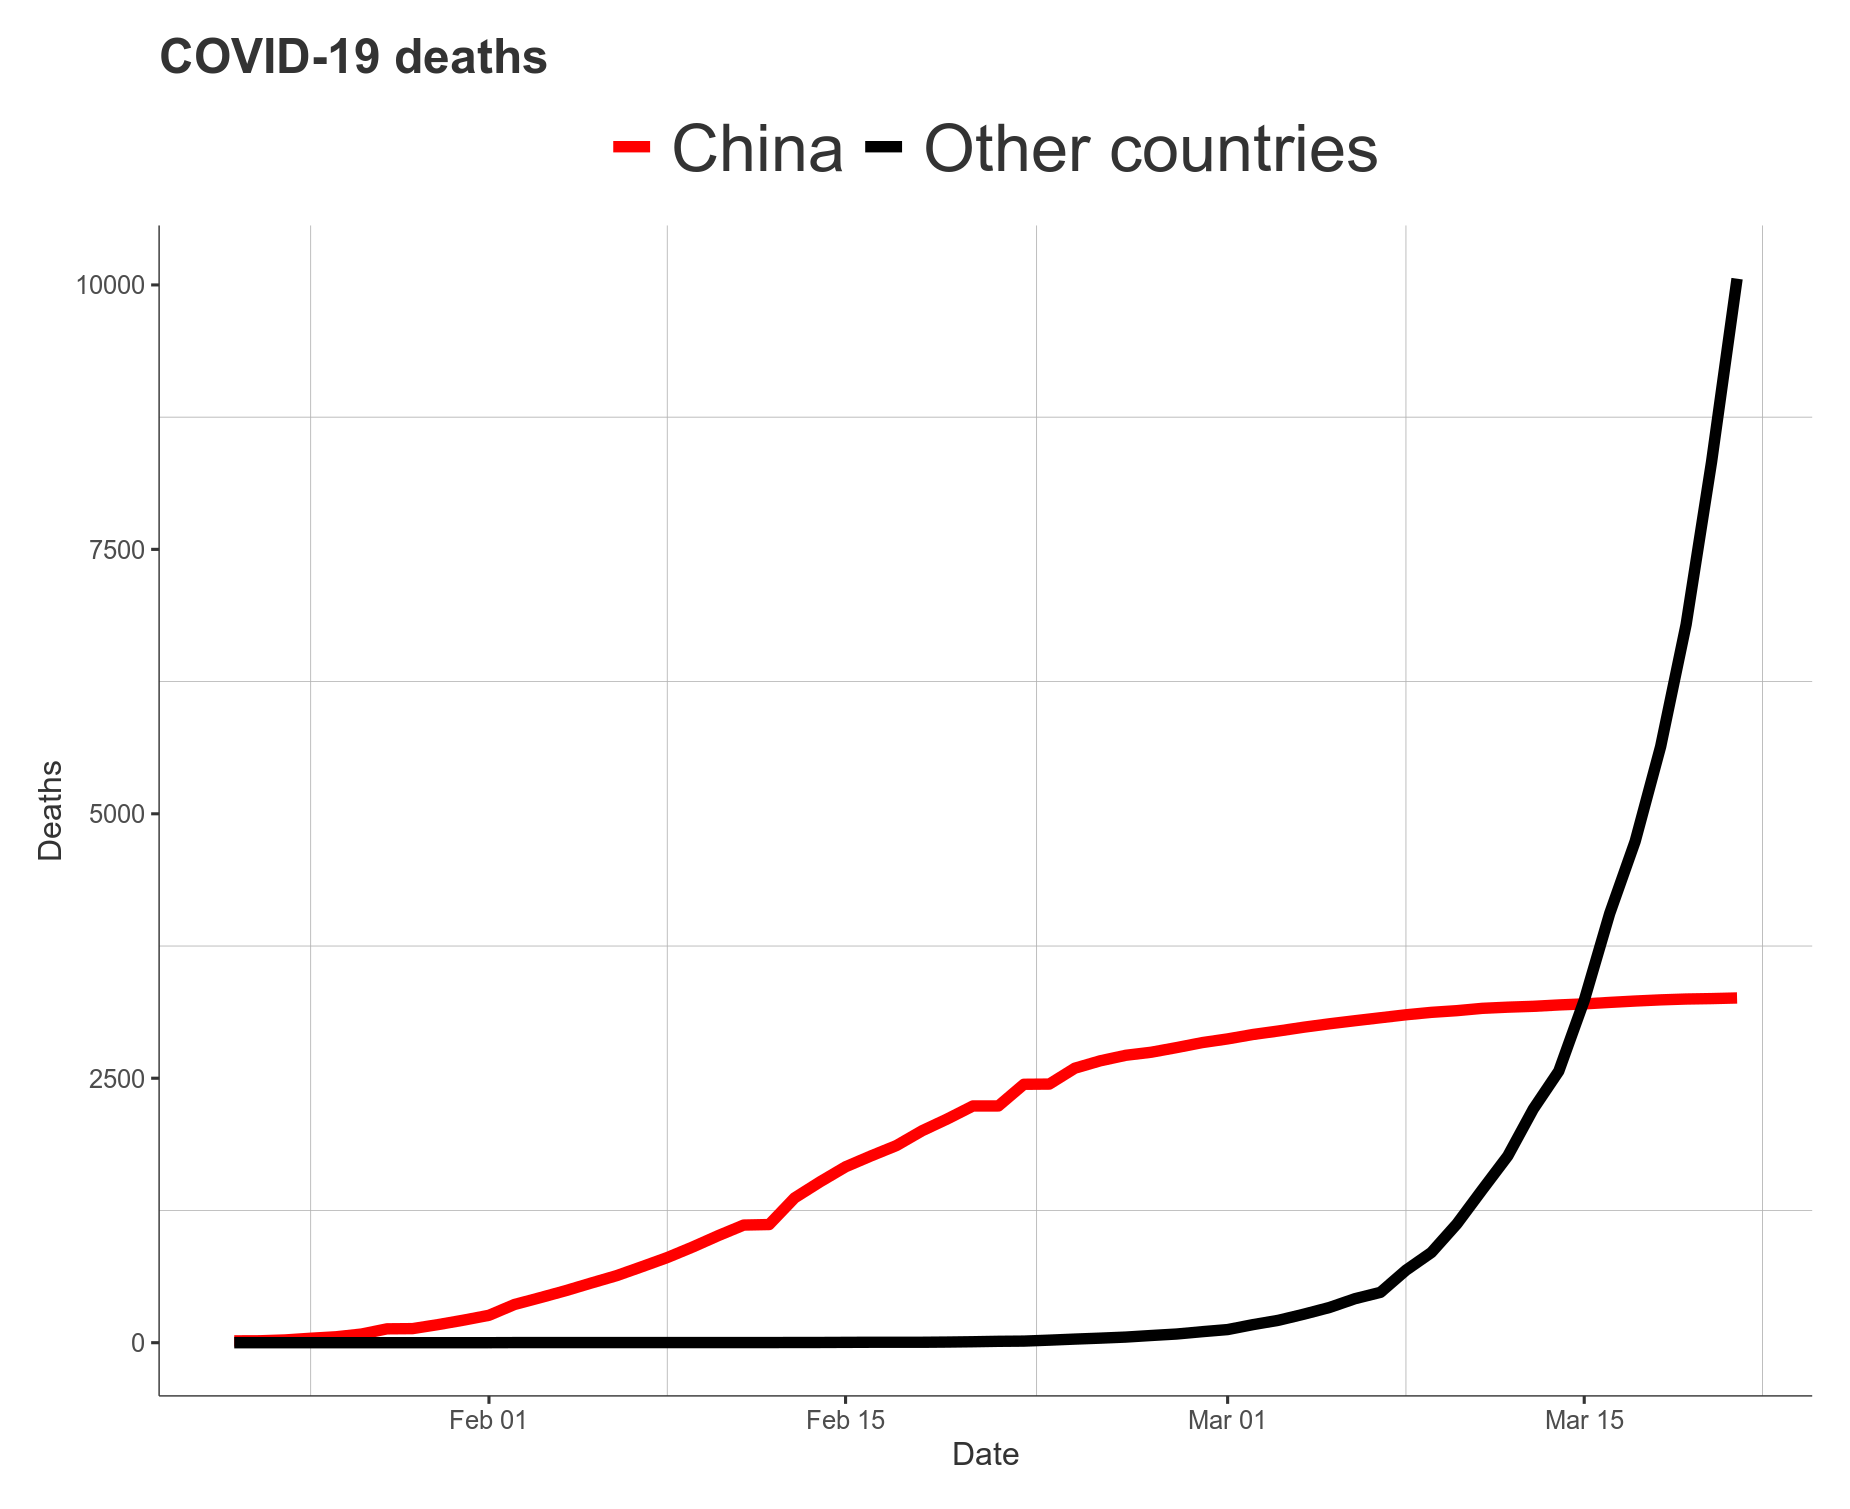 COVID-19 deaths
China Other countries
10000
7500
5000
2500
0
Deaths
Feb 01 Feb 15 Mar 01 Mar 15
Date